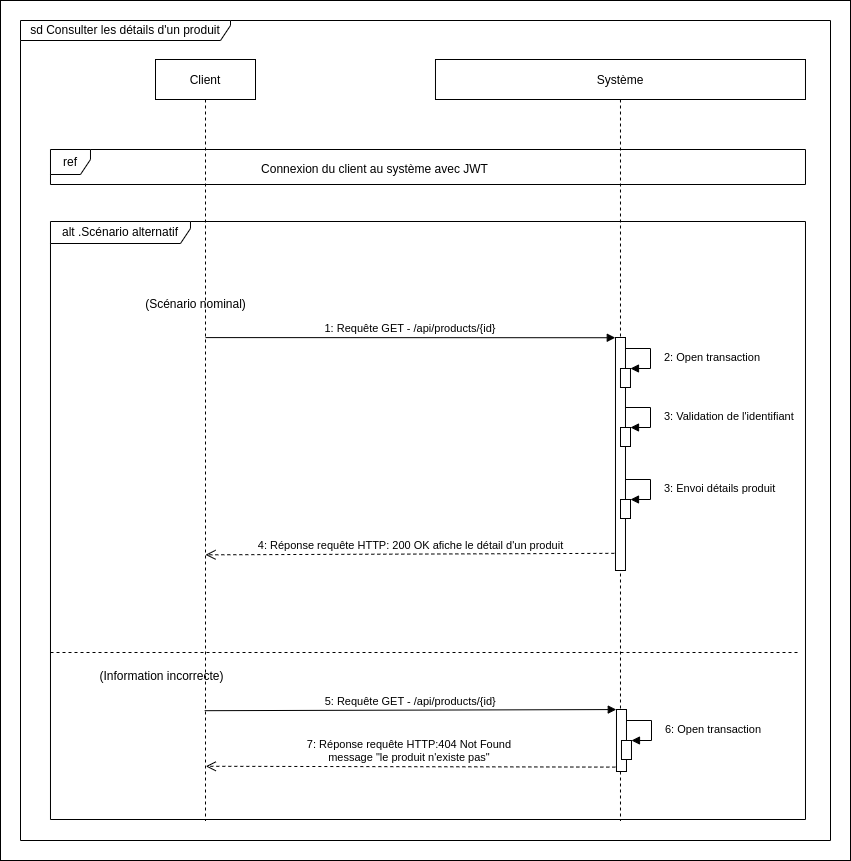 sd Consulter les détails d'un produit
Client
Système
ref
Connexion du client au système avec JWT
alt .Scénario alternatif
(Scénario nominal)
1: Requête GET - /api/products/{id}
2: Open transaction
3: Validation de l'identifiant
3: Envoi détails produit
4: Réponse requête HTTP: 200 OK afiche le détail d'un produit
(Information incorrecte)
5: Requête GET - /api/products/{id}
6: Open transaction
7: Réponse requête HTTP:404 Not Found
message "le produit n'existe pas"